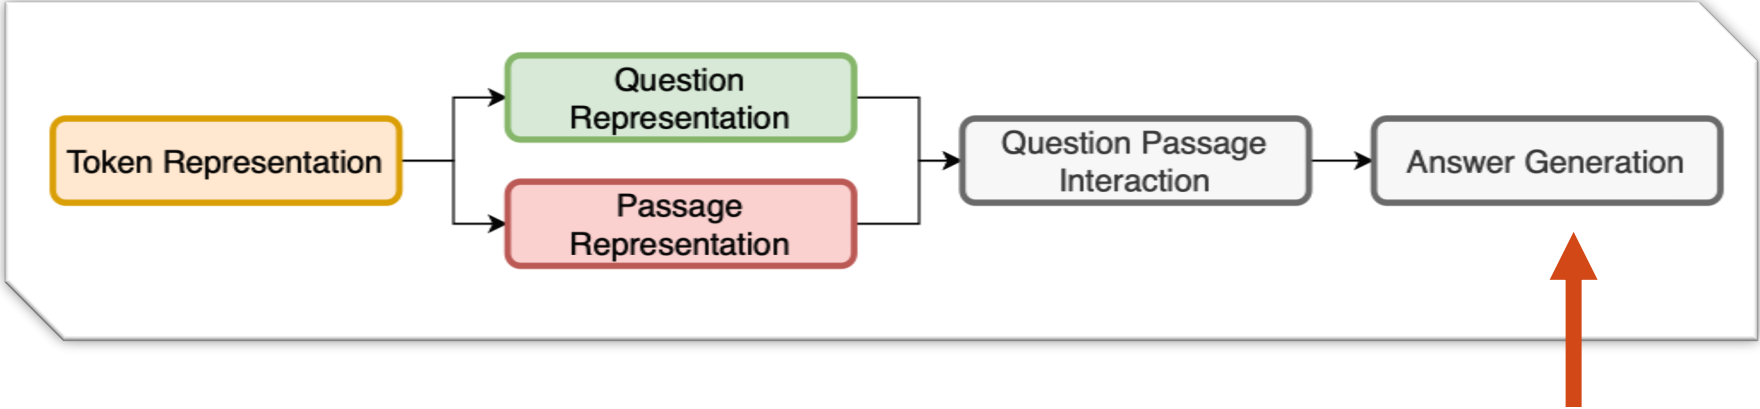 Token Representation
Question
Representation
Passage
Representation
Question Passage
Interaction
Answer Generation